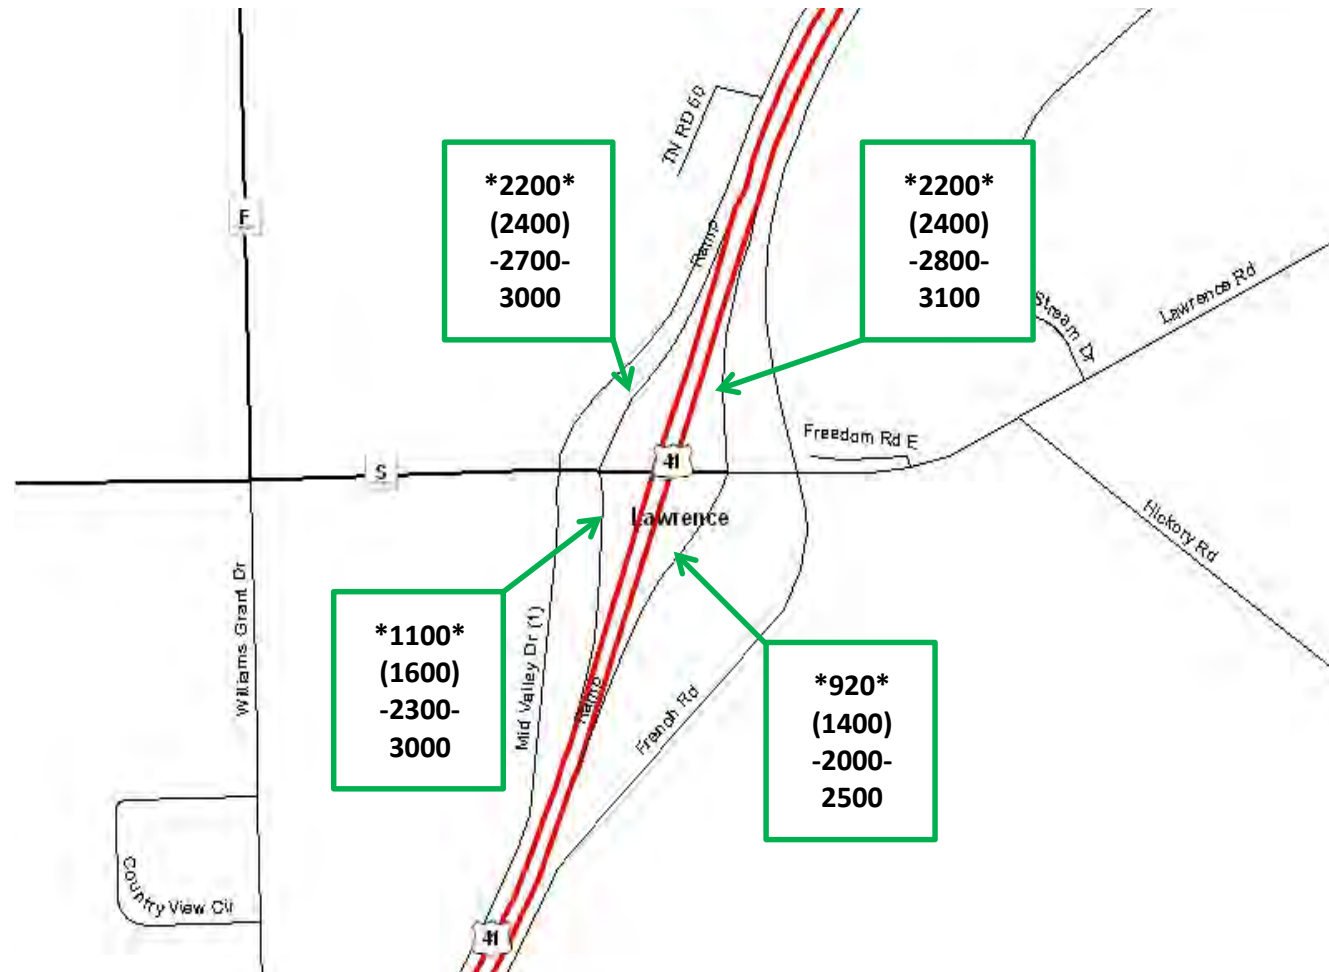 TN RD 60
*2200*
(2400)
-2700-
3000
*2200*
(2400)
-2800-
3100
F
Ramp
Stream Dr
Lawrence Rd
Freedom Rd E
S
41
Lawrence
Hickory Rd
Williams Grant Dr
Mid Valley Dr (1)
*1100*
(1600)
-2300-
3000
Ramp
French Rd
*920*
(1400)
-2000-
2500
Country View Cir
41